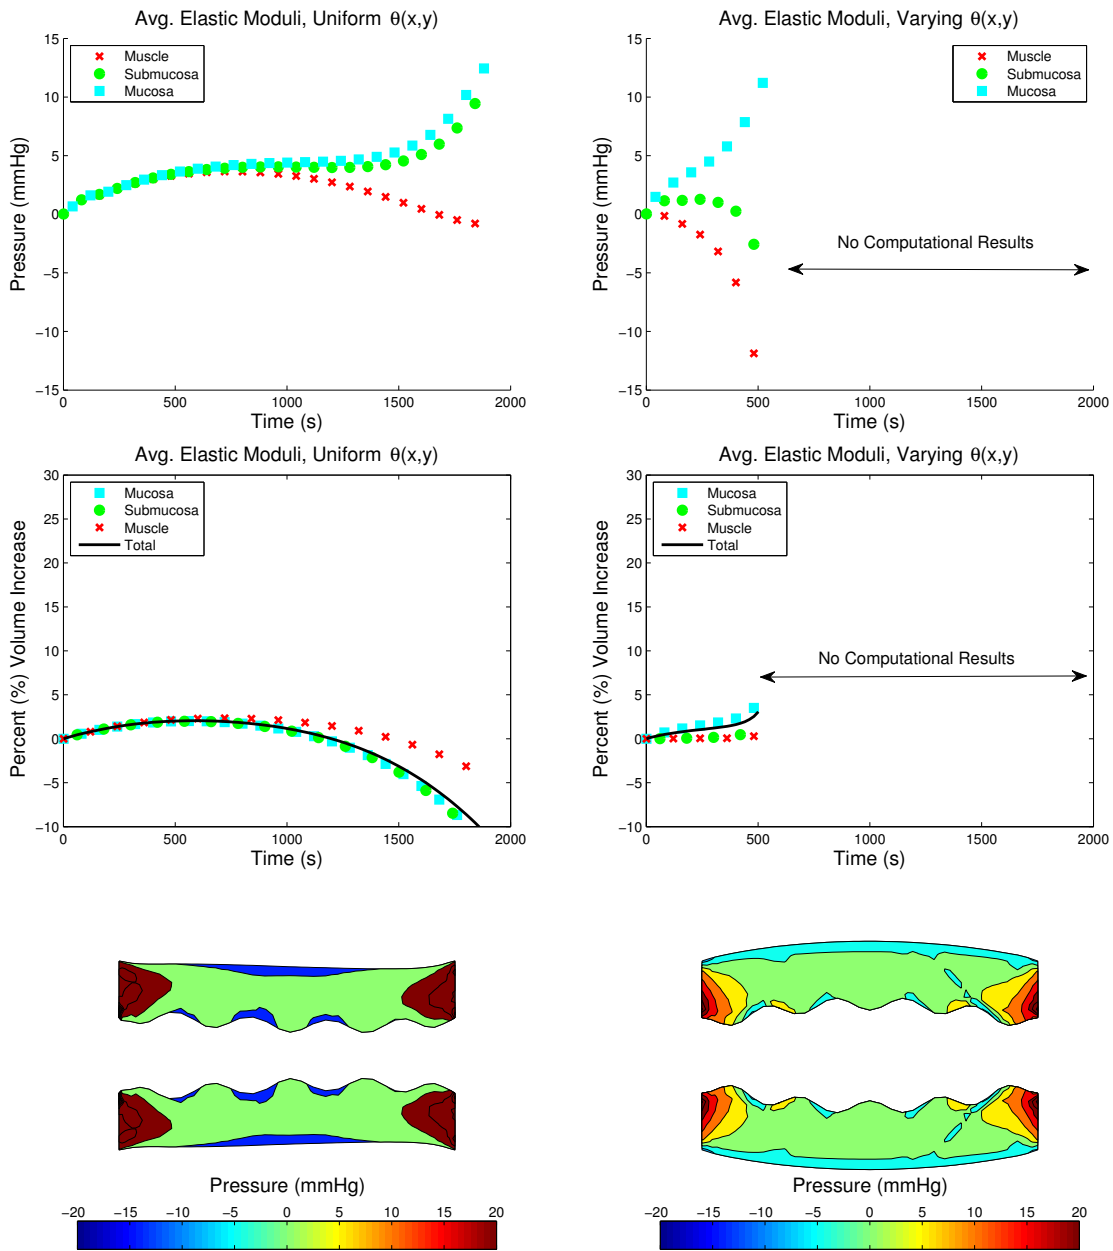 Avg. Elastic Moduli, Uniform θ(x,y)
15
10
5
0
−5
−10
−15
Pressure (mmHg)
Muscle
Submucosa
Mucosa
0
500
1000
1500
2000
Time (s)
Avg. Elastic Moduli, Varying θ(x,y)
15
10
5
0
−5
−10
−15
Pressure (mmHg)
Muscle
Submucosa
Mucosa
No Computational Results
0
500
1000
1500
2000
Time (s)
Avg. Elastic Moduli, Uniform θ(x,y)
30
25
20
15
10
5
0
−5
−10
Percent (%) Volume Increase
Mucosa
Submucosa
Muscle
Total
0
500
1000
1500
2000
Time (s)
Avg. Elastic Moduli, Varying θ(x,y)
30
25
20
15
10
5
0
−5
−10
Percent (%) Volume Increase
Mucosa
Submucosa
Muscle
Total
No Computational Results
0
500
1000
1500
2000
Time (s)
Pressure (mmHg)
−20 −15 −10 −5 0 5 10 15 20
Pressure (mmHg)
−20 −15 −10 −5 0 5 10 15 20